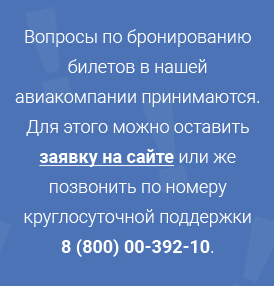 Вопросы по бронированию
билетов в нашей
авиакомпании принимаются.
Для этого можно оставить
заявку на сайте или же
позвонить по номеру
круглосуточной поддержки
8 (800) 00-392-10.